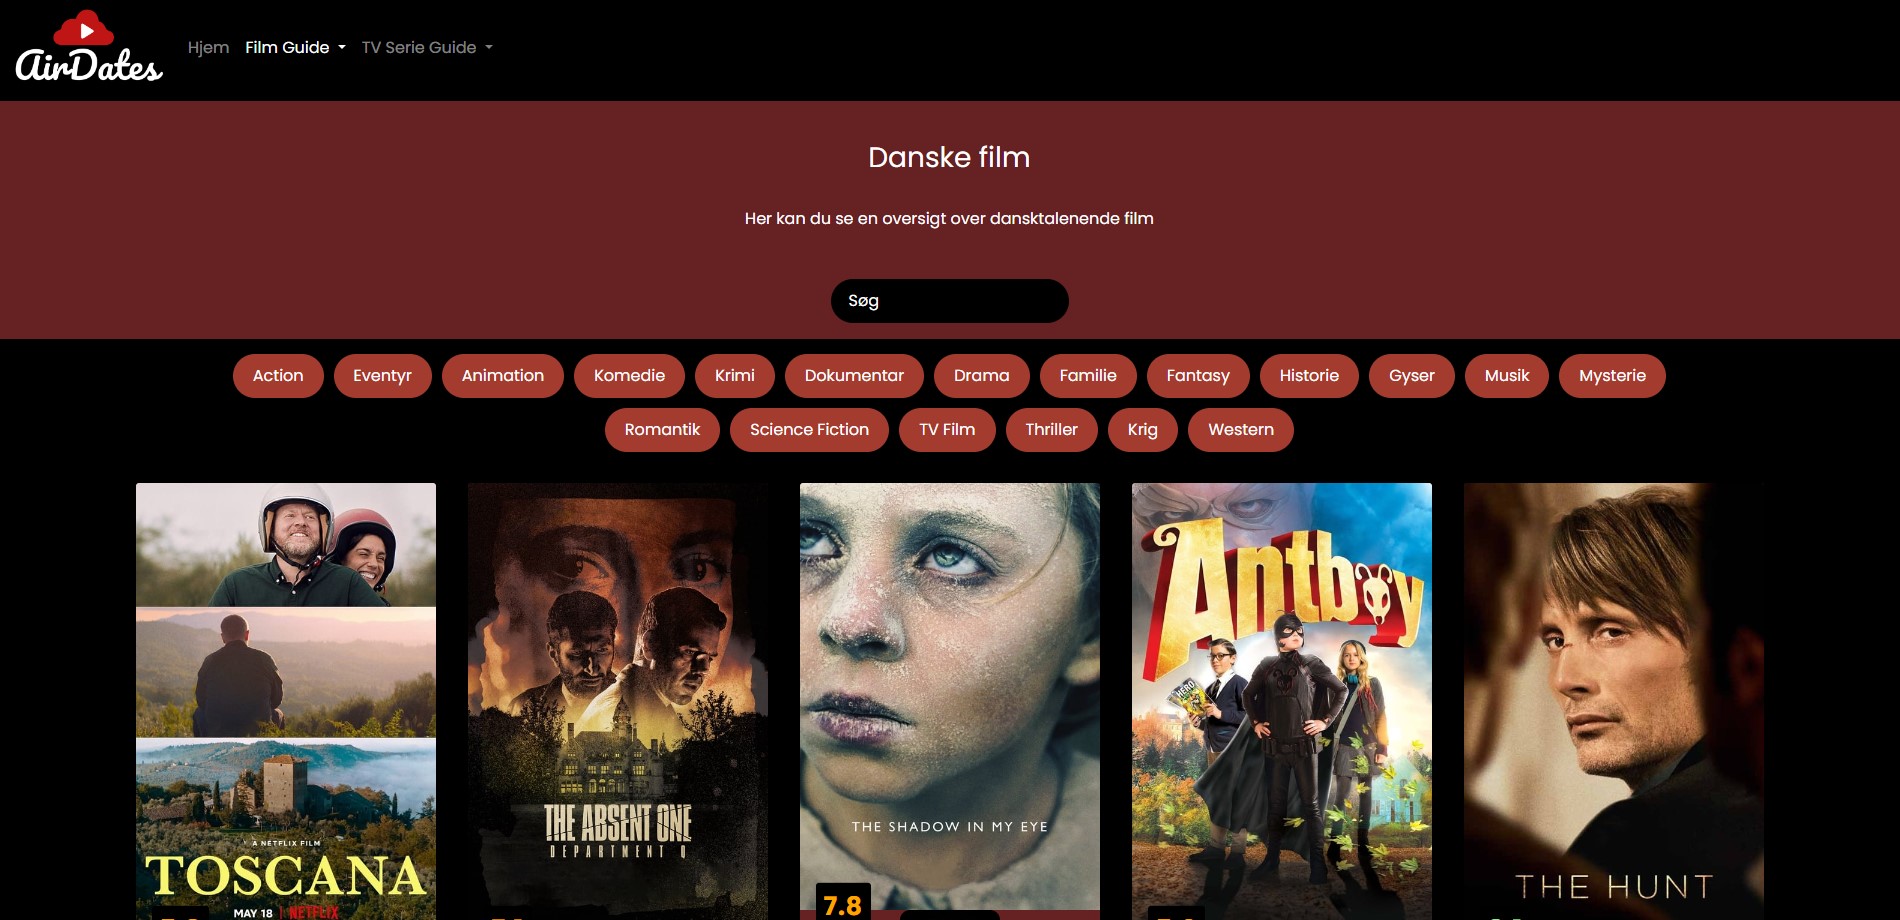 AirDates
Hjem Film Guide TV Serie Guide
Danske film
Her kan du se en oversigt over dansktalenende film
Søg
Action Eventyr Animation Komedie Krimi Dokumentar Drama Familie Fantasy Historie Gyser Musik Mysterie
Romantik Science Fiction TV Film Thriller Krig Western
A NETFLIX FILM
TOSCANA
MAY 18 | NETFLIX
THE ABSENT ONE
DEPARTMENT Q
THE SHADOW IN MY EYE
7.8
Antboy
HERO
THE HUNT